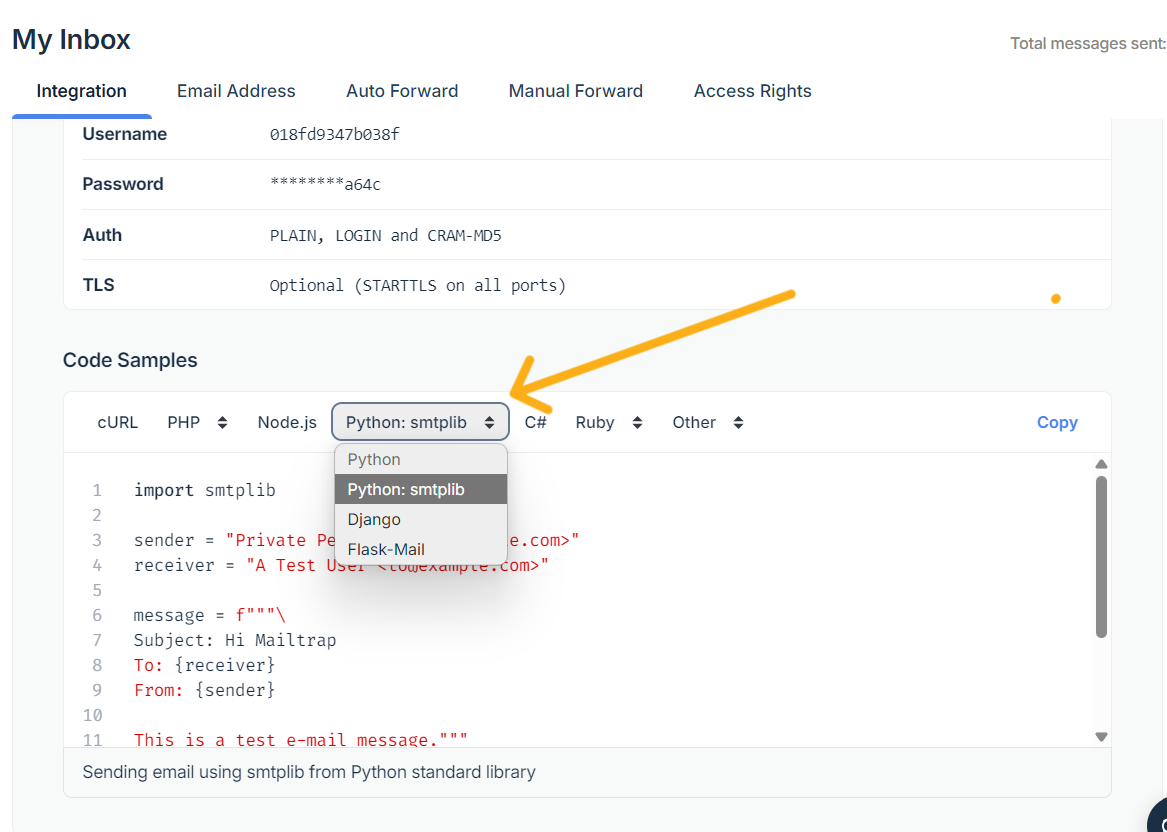 My Inbox
Total messages sent:
Integration Email Address Auto Forward Manual Forward Access Rights
Username 018fd9347b038f
Password ********a64c
Auth PLAIN, LOGIN and CRAM-MD5
TLS Optional (STARTTLS on all ports)
Code Samples
cURL PHP Node.js Python: smtplib C# Ruby Other Copy
Python
Python: smtplib
Django
Flask-Mail
1 import smtplib
2
3 sender = "Private e.com>"
4 receiver = "A Test User <to@example.com>"
5
6 message = f"""\
7 Subject: Hi Mailtrap
8 To: {receiver}
9 From: {sender}
10
11 This is a test e-mail message."""
Sending email using smtplib from Python standard library